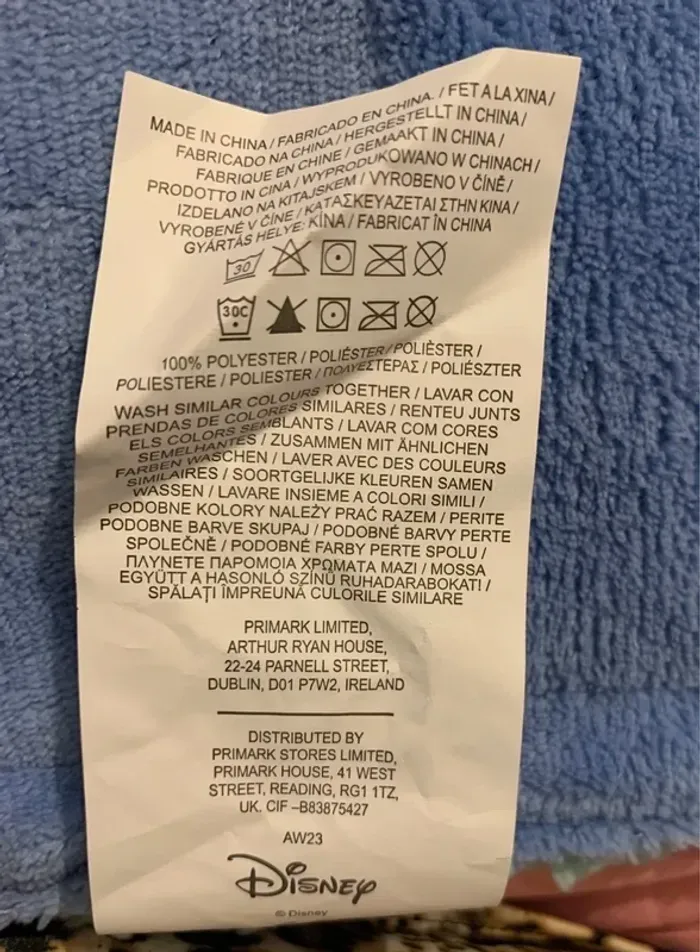 MADE IN CHINA / FABRICADO EN CHINA. / FET A LA XINA /
FABRICADO NA CHINA / HERGESTELLT IN CHINA /
FABRIQUE EN CHINE / GEMAAKT IN CHINA /
PRODOTTO IN CINA / WYPRODUKOWANO W CHINACH /
IZDELANO NA KITAJSKEM / VYROBENO V ČÍNĚ /
VYROBENÉ V ČÍNE / ΚΑΤΑΣΚΕΥΑΖΕΤΑΙ ΣΤΗΝ ΚΙΝΑ /
GYÁRTÁS HELYE: KÍNA / FABRICAT ÎN CHINA
30
30C
100% POLYESTER / POLIÉSTER / POLIÈSTER /
POLIESTERE / POLIESTER / ΠΟΛΥΕΣΤΕΡΑΣ / POLIÉSZTER
WASH SIMILAR COLOURS TOGETHER / LAVAR CON
PRENDAS DE COLORES SIMILARES / RENTEU JUNTS
ELS COLORS SEMBLANTS / LAVAR COM CORES
SEMELHANTES / ZUSAMMEN MIT ÄHNLICHEN
FARBEN WASCHEN / LAVER AVEC DES COULEURS
SIMILAIRES / SOORTGELIJKE KLEUREN SAMEN
WASSEN / LAVARE INSIEME A COLORI SIMILI /
PODOBNE KOLORY NALEŻY PRAĆ RAZEM / PERITE
PODOBNE BARVE SKUPAJ / PODOBNÉ BARVY PERTE
SPOLEČNĚ / PODOBNÉ FARBY PERTE SPOLU /
ΠΛΥΝΕΤΕ ΠΑΡΟΜΟΙΑ ΧΡΩΜΑΤΑ ΜΑΖΙ / MOSSA
EGYÜTT A HASONLÓ SZÍNŰ RUHADARABOKAT! /
SPĂLAȚI ÎMPREUNĂ CULORILE SIMILARE
PRIMARK LIMITED,
ARTHUR RYAN HOUSE,
22-24 PARNELL STREET,
DUBLIN, D01 P7W2, IRELAND
DISTRIBUTED BY
PRIMARK STORES LIMITED,
PRIMARK HOUSE, 41 WEST
STREET, READING, RG1 1TZ,
UK. CIF –B83875427
AW23
Disney
© Disney